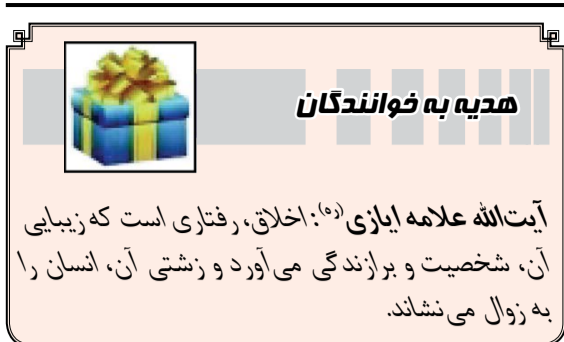 هدیه به خوانندگان
آیت‌الله علامه ایازی(ره): اخلاق، رفتاری است که زیبایی
آن، شخصیت و برازندگی می‌آورد و زشتی آن، انسان را
به زوال می‌نشاند.